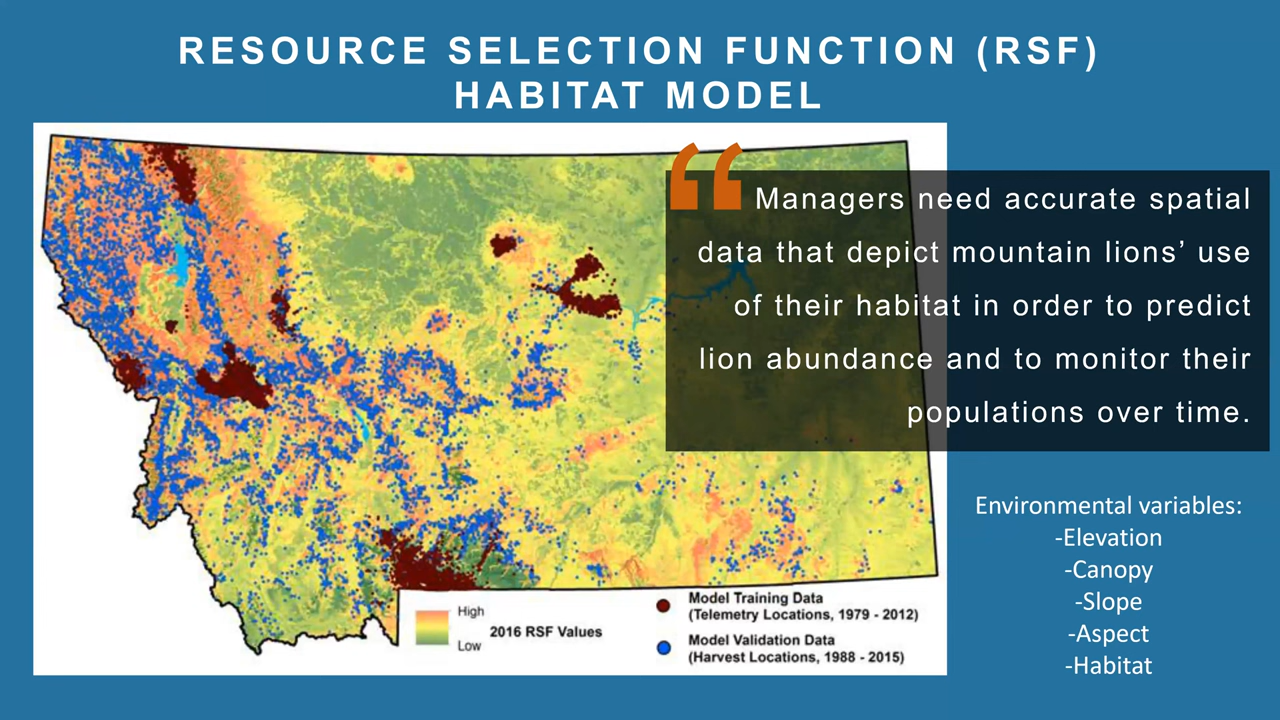 RESOURCE SELECTION FUNCTION (RSF)
HABITAT MODEL
“ Managers need accurate spatial
data that depict mountain lions’ use
of their habitat in order to predict
lion abundance and to monitor their
populations over time.
Environmental variables:
-Elevation
-Canopy
-Slope
-Aspect
-Habitat
High
Low
2016 RSF Values
Model Training Data
(Telemetry Locations, 1979 - 2012)
Model Validation Data
(Harvest Locations, 1988 - 2015)